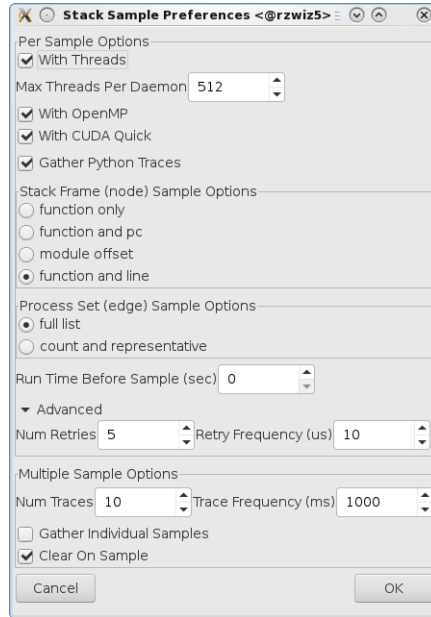 Stack Sample Preferences <@rzwiz5>
Per Sample Options
With Threads
Max Threads Per Daemon 512
With OpenMP
With CUDA Quick
Gather Python Traces
Stack Frame (node) Sample Options
function only
function and pc
module offset
function and line
Process Set (edge) Sample Options
full list
count and representative
Run Time Before Sample (sec) 0
Advanced
Num Retries 5 Retry Frequency (us) 10
Multiple Sample Options
Num Traces 10 Trace Frequency (ms) 1000
Gather Individual Samples
Clear On Sample
Cancel OK